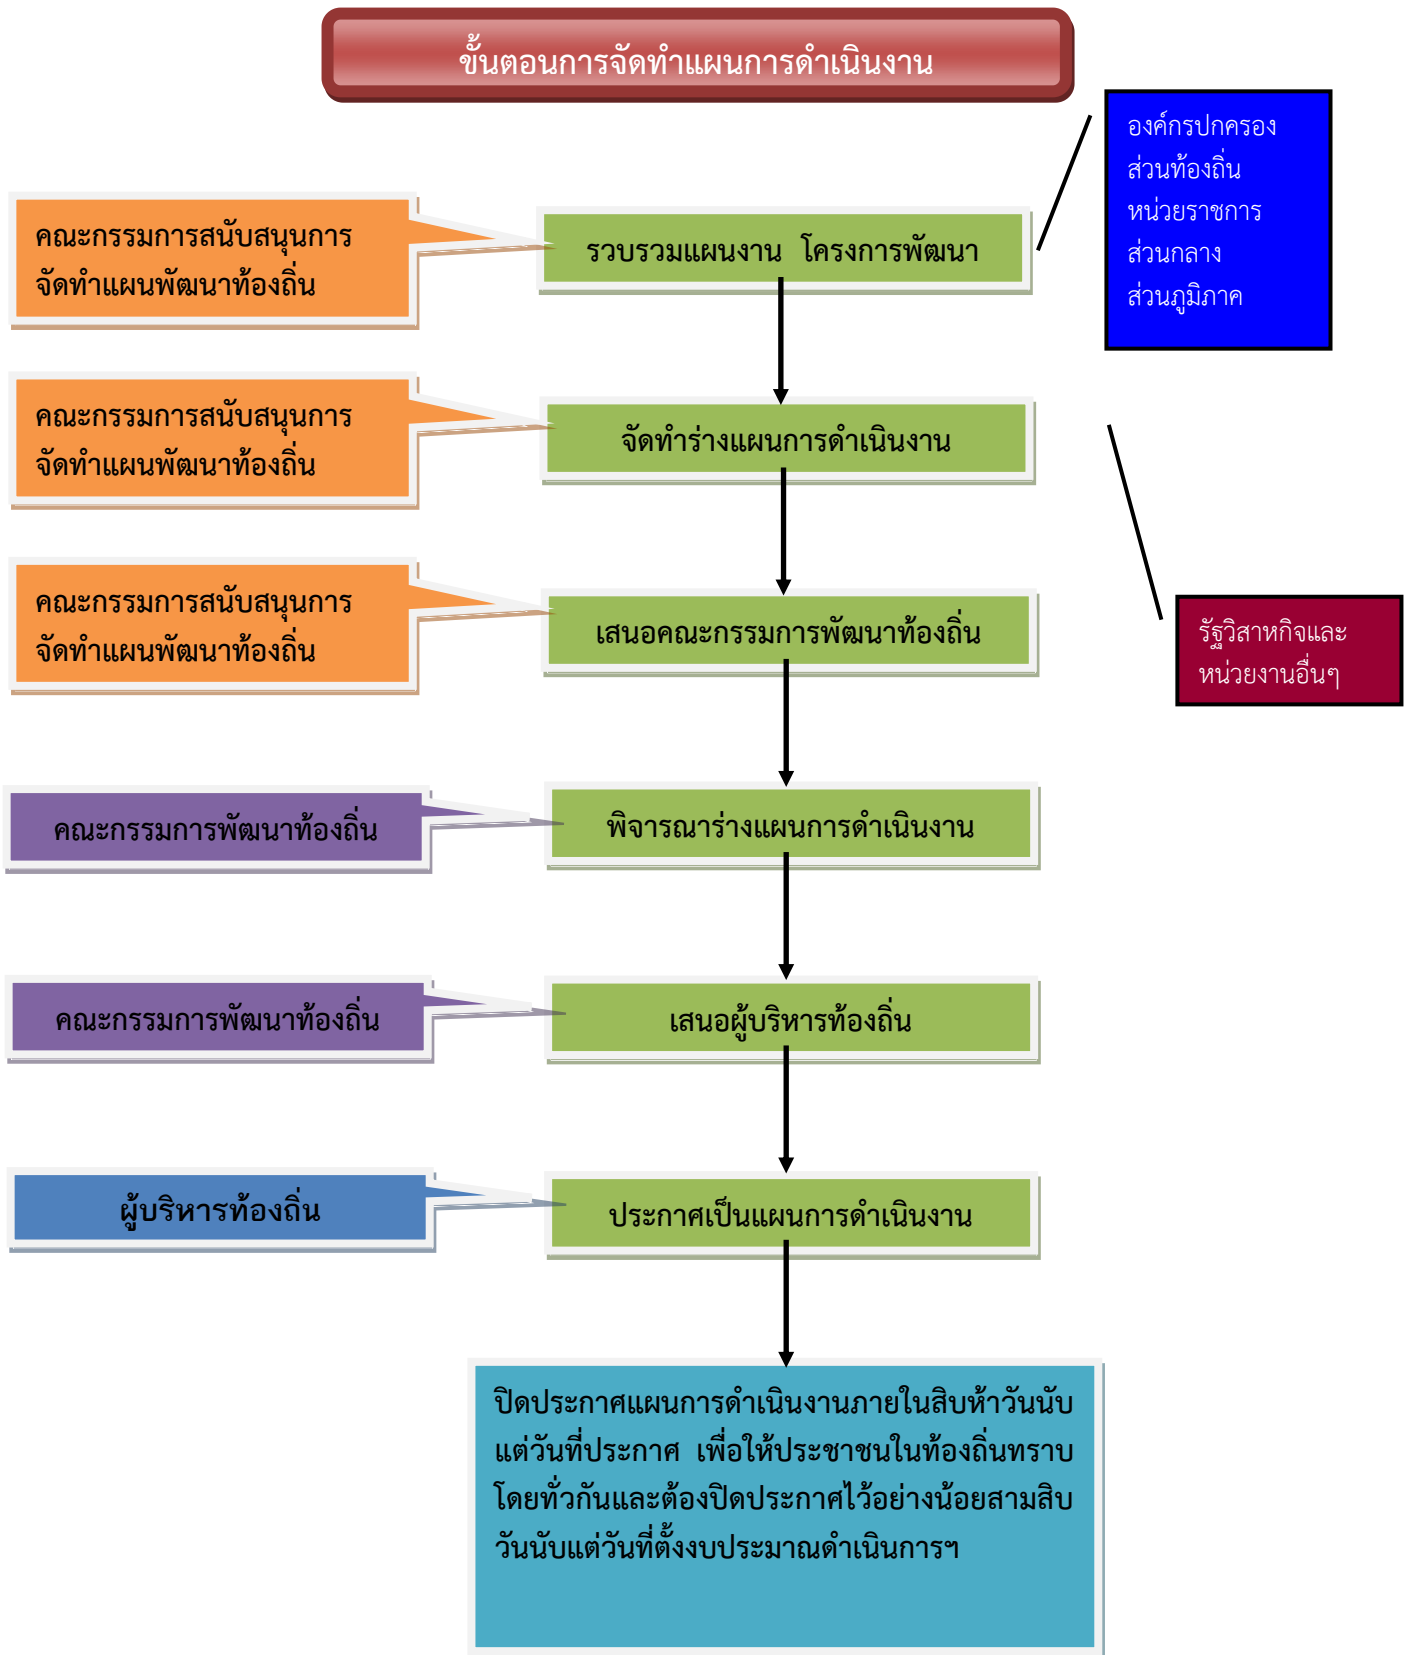 ขั้นตอนการจัดทำแผนการดำเนินงาน
องค์กรปกครอง
ส่วนท้องถิ่น
หน่วยราชการ
ส่วนกลาง
ส่วนภูมิภาค
คณะกรรมการสนับสนุนการ
จัดทำแผนพัฒนาท้องถิ่น
รวบรวมแผนงาน โครงการพัฒนา
คณะกรรมการสนับสนุนการ
จัดทำแผนพัฒนาท้องถิ่น
จัดทำร่างแผนการดำเนินงาน
คณะกรรมการสนับสนุนการ
จัดทำแผนพัฒนาท้องถิ่น
เสนอคณะกรรมการพัฒนาท้องถิ่น
รัฐวิสาหกิจและ
หน่วยงานอื่นๆ
คณะกรรมการพัฒนาท้องถิ่น
พิจารณาร่างแผนการดำเนินงาน
คณะกรรมการพัฒนาท้องถิ่น
เสนอผู้บริหารท้องถิ่น
ผู้บริหารท้องถิ่น
ประกาศเป็นแผนการดำเนินงาน
ปิดประกาศแผนการดำเนินงานภายในสิบห้าวันนับ
แต่วันที่ประกาศ เพื่อให้ประชาชนในท้องถิ่นทราบ
โดยทั่วกันและต้องปิดประกาศไว้อย่างน้อยสามสิบ
วันนับแต่วันที่ตั้งงบประมาณดำเนินการฯ